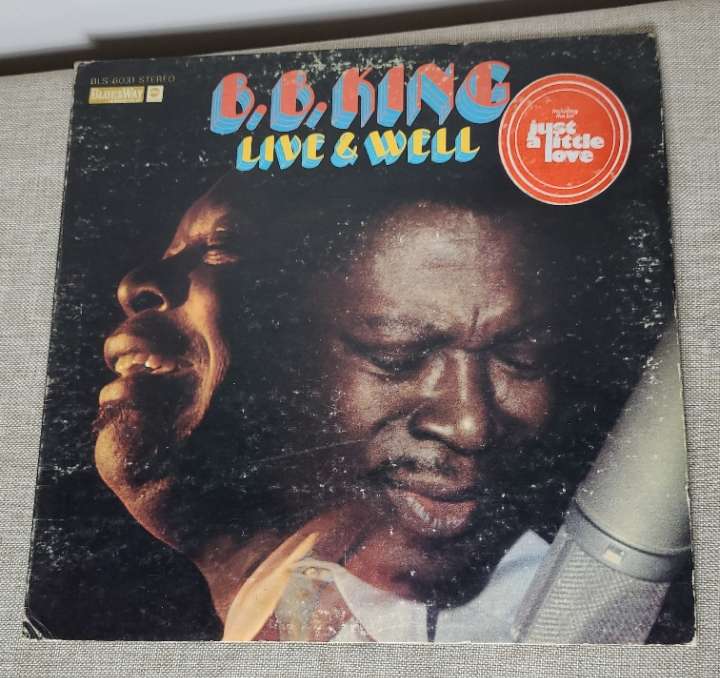 BLS-6031 STEREO
BLUESWAY
B.B. KING
LIVE & WELL
including
the hit
just
a little
love